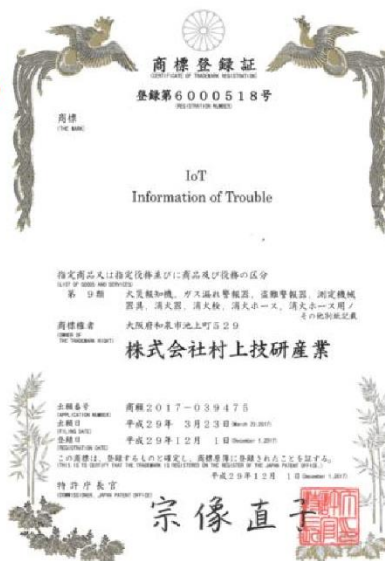 商標登録証
(CERTIFICATE OF TRADEMARK REGISTRATION)
登録第6000518号
(REGISTRATION NUMBER)
商標
(THE MARK)
IoT
Information of Trouble
指定商品又は指定役務並びに商品及び役務の区分
(LIST OF GOODS AND SERVICES)
第 9類 火災報知機，ガス漏れ警報器，盗難警報器，測定機械
器具，消火器，消火栓，消火ホース，消火ホース用ノ
その他別紙記載
商標権者 大阪府和泉市池上町529
(OWNER OF THE TRADEMARK RIGHT)
株式会社村上技研産業
出願番号 商願2017-039475
(APPLICATION NUMBER)
出願日 平成29年 3月23日(March 23,2017)
(FILING DATE)
登録日 平成29年12月 1日(December 1,2017)
(REGISTRATION DATE)
この商標は、登録するものと確定し、商標原簿に登録されたことを証する。
(THIS IS TO CERTIFY THAT THE TRADEMARK IS REGISTERED ON THE REGISTER OF THE JAPAN PATENT OFFICE.)
平成29年12月 1日(December 1,2017)
特許庁長官
(COMMISSIONER, JAPAN PATENT OFFICE)
宗像直子